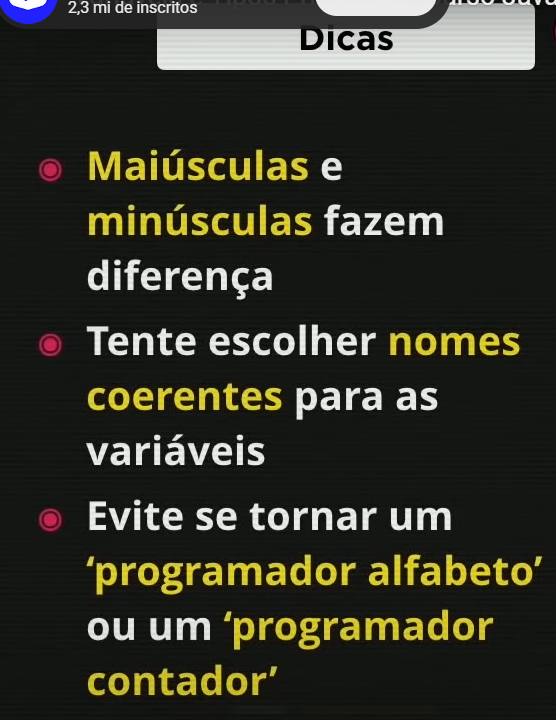 2,3 mi de inscritos
Dicas
Maiúsculas e
minúsculas fazem
diferença
Tente escolher nomes
coerentes para as
variáveis
Evite se tornar um
‘programador alfabeto’
ou um ‘programador
contador’